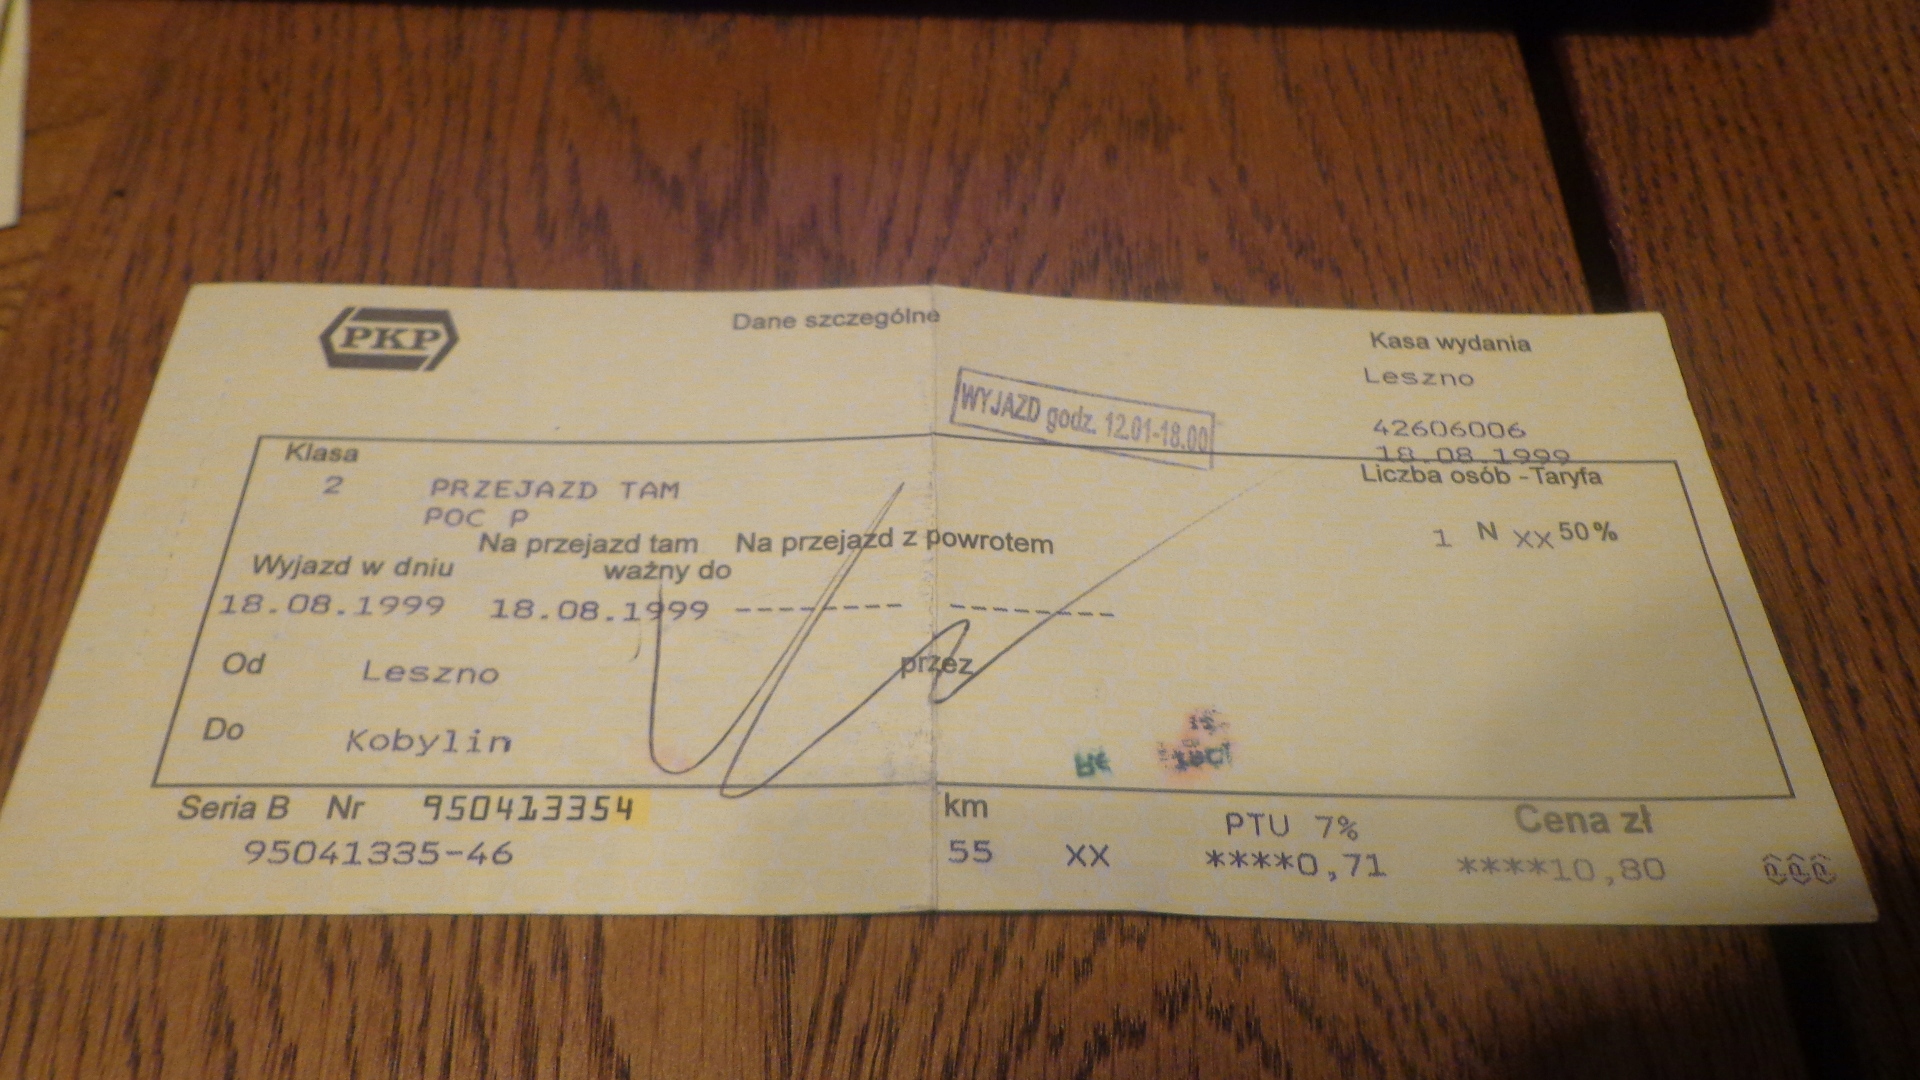 PKP
Dane szczególne
Kasa wydania
Leszno
WYJAZD godz. 12.01-18.00
42606006
18.08.1999
Klasa
Liczba osób - Taryfa
2 PRZEJAZD TAM
POC P
1 N xx 50%
Na przejazd tam Na przejazd z powrotem
Wyjazd w dniu ważny do
18.08.1999 18.08.1999 --------- ---------
Od Leszno
przez
Do Kobylin
Seria B Nr 950413354
km PTU 7% Cena zł
95041335-46 55 xx ****0,71 ****10,80